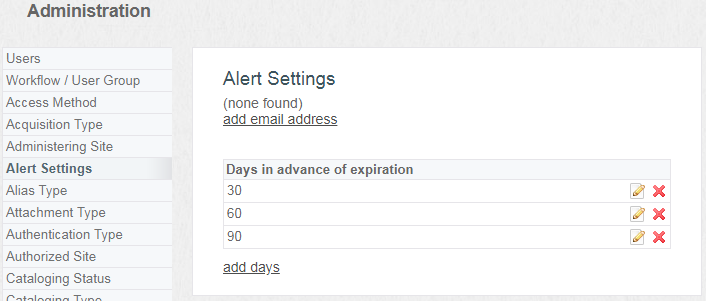 Administration
Users
Workflow / User Group
Access Method
Acquisition Type
Administering Site
Alert Settings
Alias Type
Attachment Type
Authentication Type
Authorized Site
Cataloging Status
Cataloging Type
Alert Settings
(none found)
add email address
Days in advance of expiration
30
60
90
add days